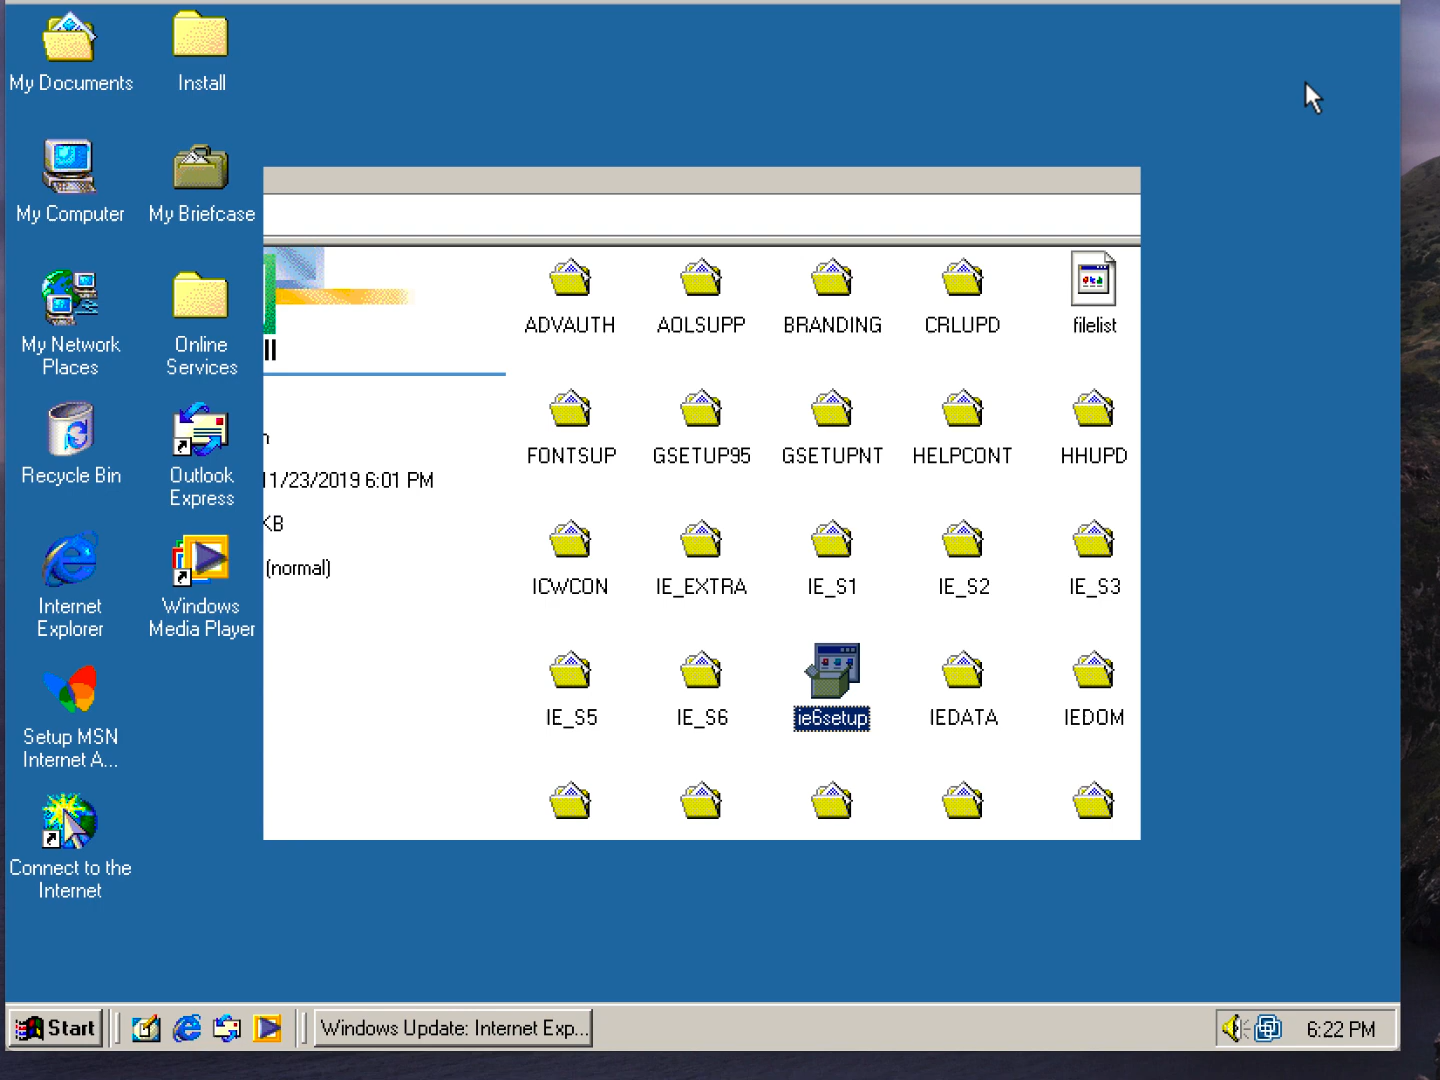 My Documents
Install
My Computer
My Briefcase
My Network
Places
Online
Services
Recycle Bin
Outlook
Express
Internet
Explorer
Windows
Media Player
Setup MSN
Internet A...
Connect to the
Internet
ll
n
11/23/2019 6:01 PM
KB
(normal)
ADVAUTH
AOLSUPP
BRANDING
CRLUPD
filelist
FONTSUP
GSETUP95
GSETUPNT
HELPCONT
HHUPD
ICWCON
IE_EXTRA
IE_S1
IE_S2
IE_S3
IE_S5
IE_S6
ie6setup
IEDATA
IEDOM
Start
Windows Update: Internet Exp...
6:22 PM